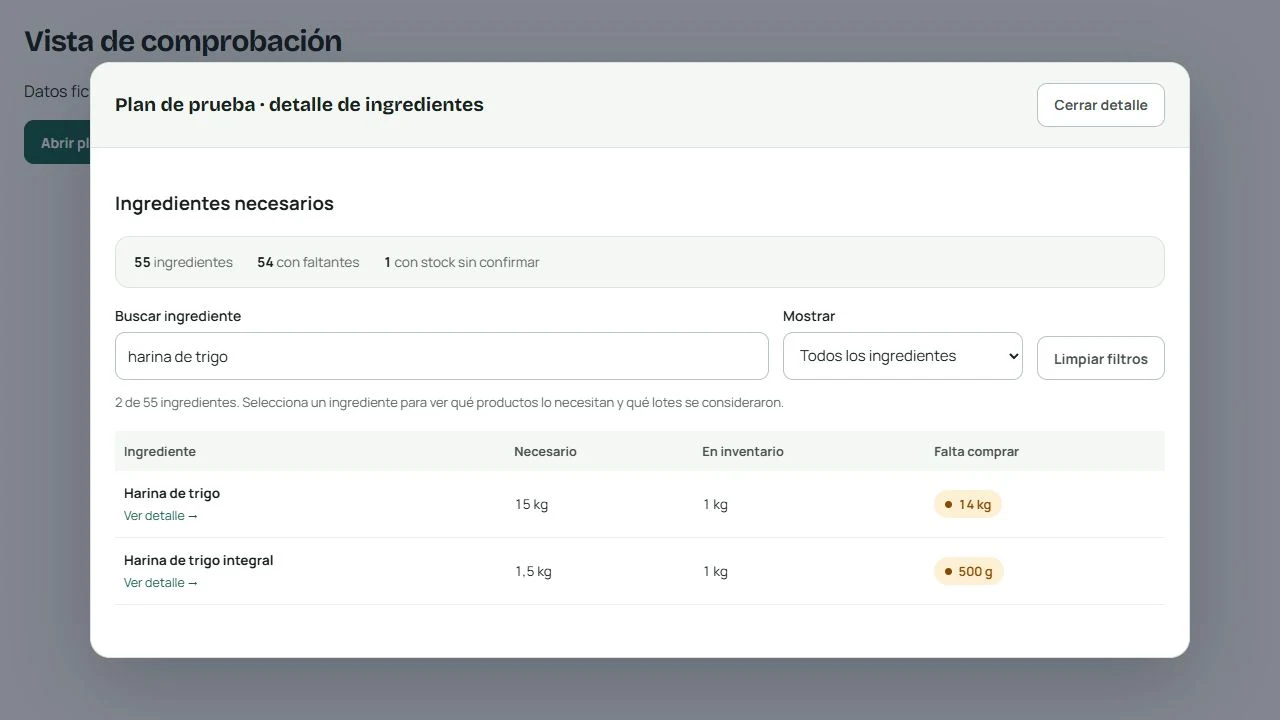 Vista de comprobación
Datos fic
Abrir pl
Plan de prueba · detalle de ingredientes
Cerrar detalle
Ingredientes necesarios
55 ingredientes 54 con faltantes 1 con stock sin confirmar
Buscar ingrediente Mostrar
harina de trigo Todos los ingredientes Limpiar filtros
2 de 55 ingredientes. Selecciona un ingrediente para ver qué productos lo necesitan y qué lotes se consideraron.
Ingrediente Necesario En inventario Falta comprar
Harina de trigo 15 kg 1 kg 14 kg
Ver detalle →
Harina de trigo integral 1,5 kg 1 kg 500 g
Ver detalle →